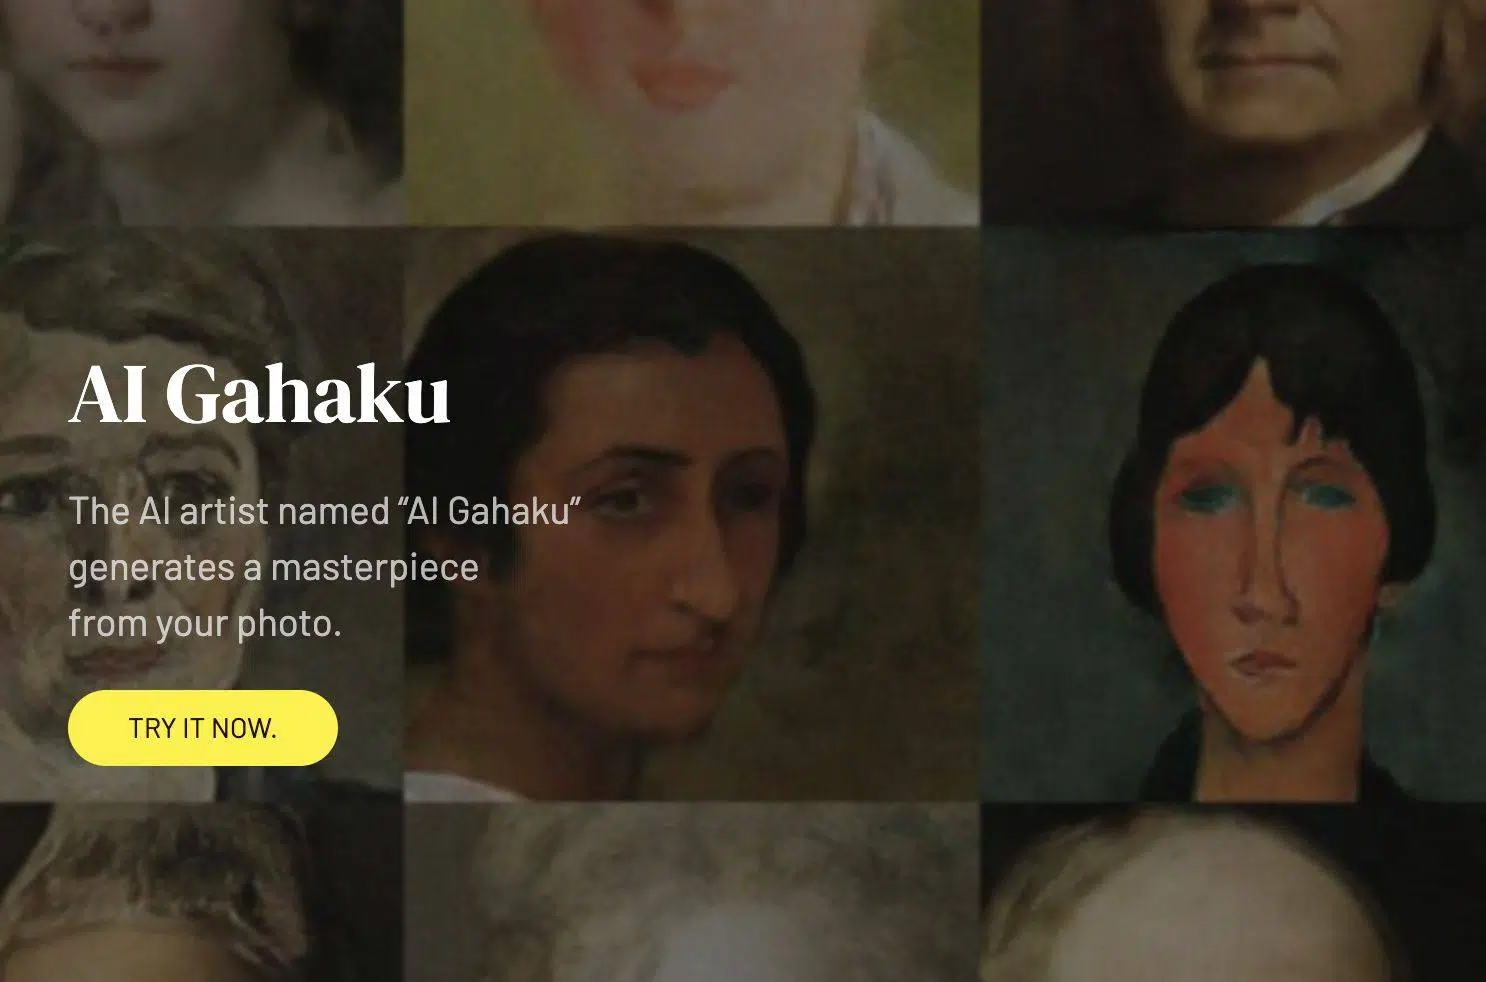 AI Gahaku
The AI artist named “AI Gahaku”
generates a masterpiece
from your photo.
TRY IT NOW.